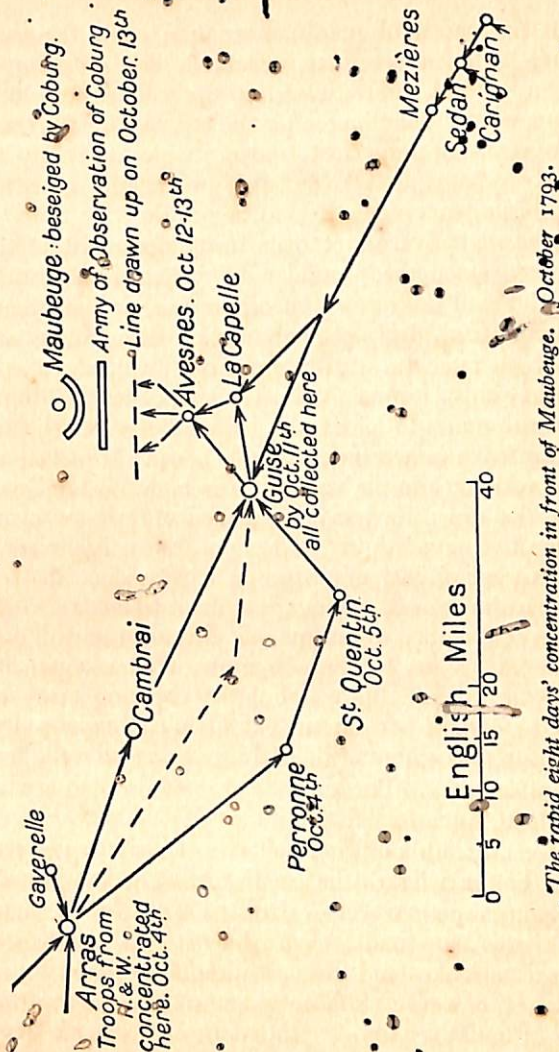 Maubeuge : beseiged by Coburg.
Army of Observation of Coburg
Line drawn up on October. 13th
Gaverelle
Arras
Troops from
N. & W.
concentrated
here. Oct. 4th
Cambrai
Avesnes. Oct 12-13th
La Capelle
Guise
by Oct. 11th
all collected here
Perronne
Oct. 4th
St. Quentin
Oct. 5th
Mezières
Sedan
Carignan
English Miles
0 5 10 15 20 40
The rapid eight days' concentration in front of Maubeuge. October 1793.